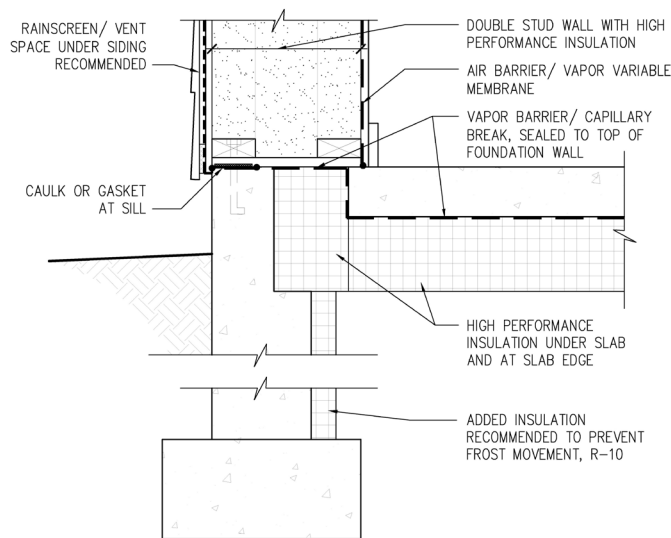 RAINSCREEN/ VENT
SPACE UNDER SIDING
RECOMMENDED
DOUBLE STUD WALL WITH HIGH
PERFORMANCE INSULATION
AIR BARRIER/ VAPOR VARIABLE
MEMBRANE
VAPOR BARRIER/ CAPILLARY
BREAK, SEALED TO TOP OF
FOUNDATION WALL
CAULK OR GASKET
AT SILL
HIGH PERFORMANCE
INSULATION UNDER SLAB
AND AT SLAB EDGE
ADDED INSULATION
RECOMMENDED TO PREVENT
FROST MOVEMENT, R-10